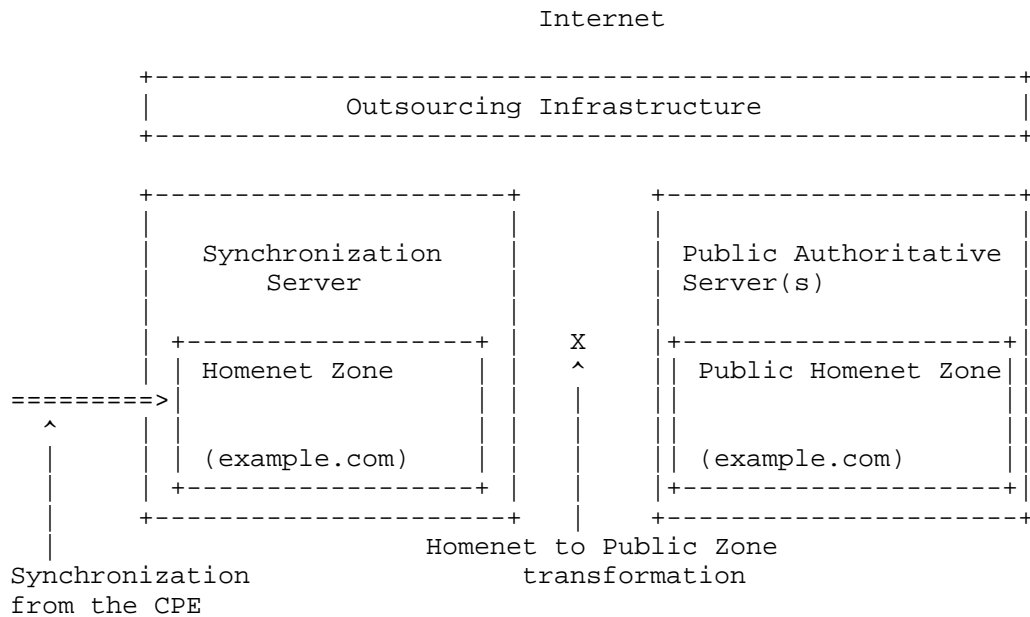 Internet
Outsourcing Infrastructure
Synchronization
Server
Public Authoritative
Server(s)
X
Homenet Zone
^
Public Homenet Zone
=========>
^
(example.com)
(example.com)
Homenet to Public Zone
transformation
Synchronization
from the CPE